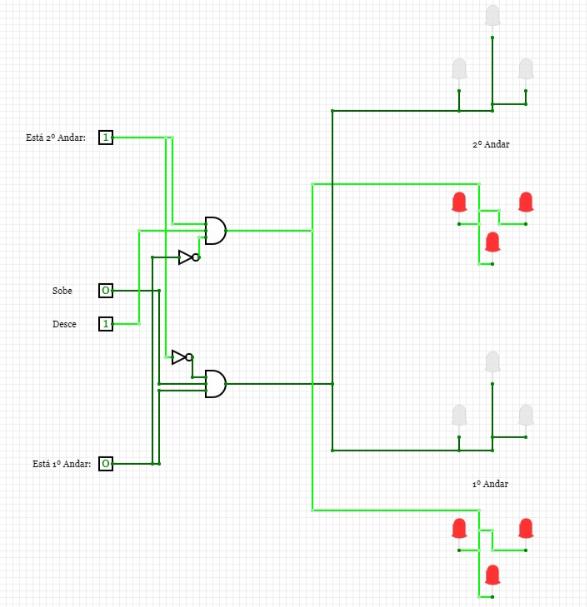 Está 2º Andar:
1
2º Andar
Sobe
0
Desce
1
Está 1º Andar:
0
1º Andar